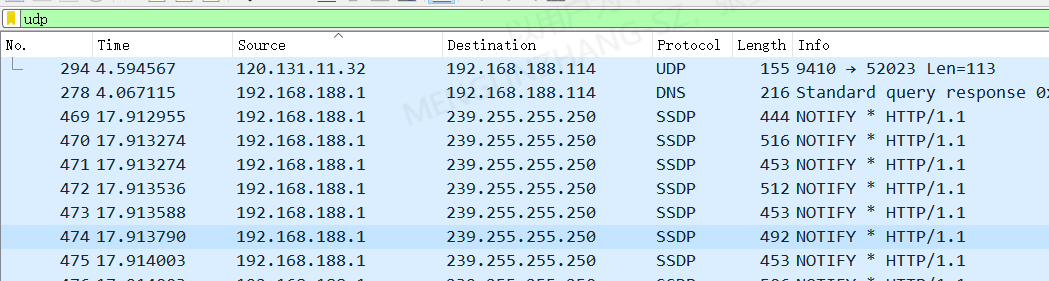 udp
No. Time Source Destination Protocol Length Info
294 4.594567 120.131.11.32 192.168.188.114 UDP 155 9410 → 52023 Len=113
278 4.067115 192.168.188.1 192.168.188.114 DNS 216 Standard query response 0x
469 17.912955 192.168.188.1 239.255.255.250 SSDP 444 NOTIFY * HTTP/1.1
470 17.913274 192.168.188.1 239.255.255.250 SSDP 516 NOTIFY * HTTP/1.1
471 17.913274 192.168.188.1 239.255.255.250 SSDP 453 NOTIFY * HTTP/1.1
472 17.913536 192.168.188.1 239.255.255.250 SSDP 512 NOTIFY * HTTP/1.1
473 17.913588 192.168.188.1 239.255.255.250 SSDP 453 NOTIFY * HTTP/1.1
474 17.913790 192.168.188.1 239.255.255.250 SSDP 492 NOTIFY * HTTP/1.1
475 17.914003 192.168.188.1 239.255.255.250 SSDP 453 NOTIFY * HTTP/1.1